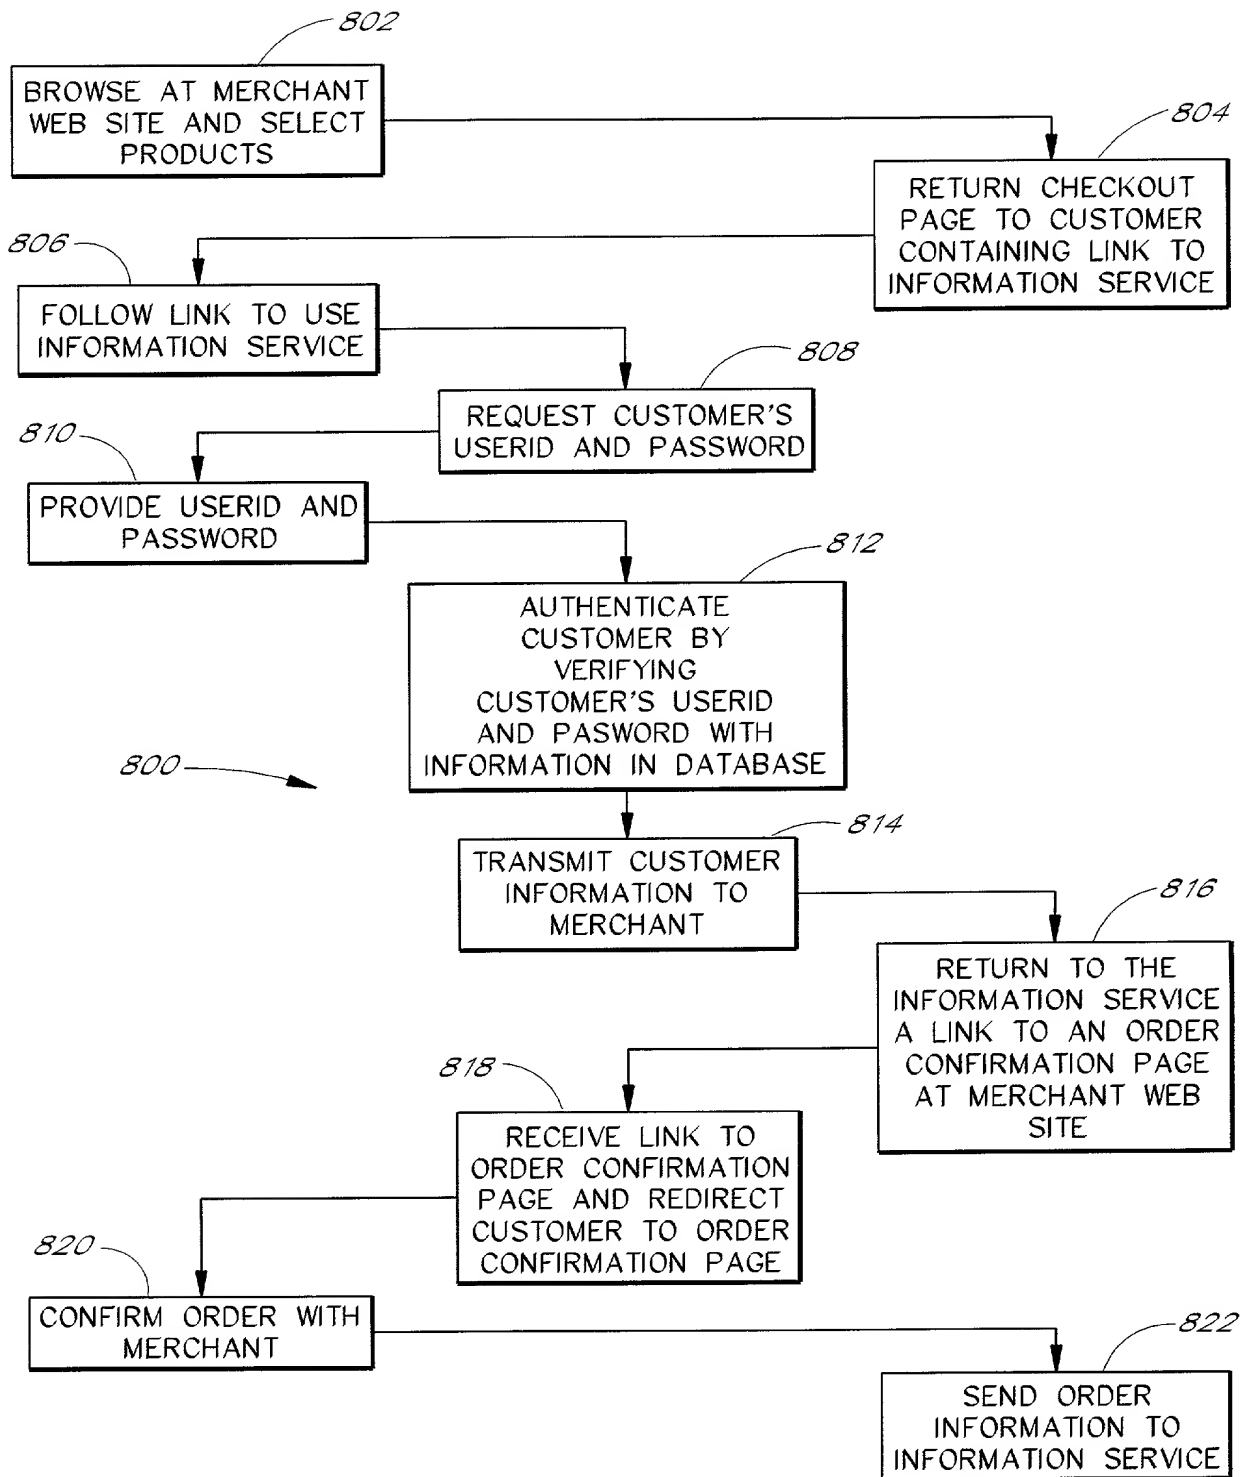 802
BROWSE AT MERCHANT
WEB SITE AND SELECT
PRODUCTS
804
RETURN CHECKOUT
PAGE TO CUSTOMER
CONTAINING LINK TO
INFORMATION SERVICE
806
FOLLOW LINK TO USE
INFORMATION SERVICE
808
REQUEST CUSTOMER'S
USERID AND PASSWORD
810
PROVIDE USERID AND
PASSWORD
812
AUTHENTICATE
CUSTOMER BY
VERIFYING
CUSTOMER'S USERID
AND PASWORD WITH
INFORMATION IN DATABASE
800
814
TRANSMIT CUSTOMER
INFORMATION TO
MERCHANT
816
RETURN TO THE
INFORMATION SERVICE
A LINK TO AN ORDER
CONFIRMATION PAGE
AT MERCHANT WEB
SITE
818
RECEIVE LINK TO
ORDER CONFIRMATION
PAGE AND REDIRECT
CUSTOMER TO ORDER
CONFIRMATION PAGE
820
CONFIRM ORDER WITH
MERCHANT
822
SEND ORDER
INFORMATION TO
INFORMATION SERVICE